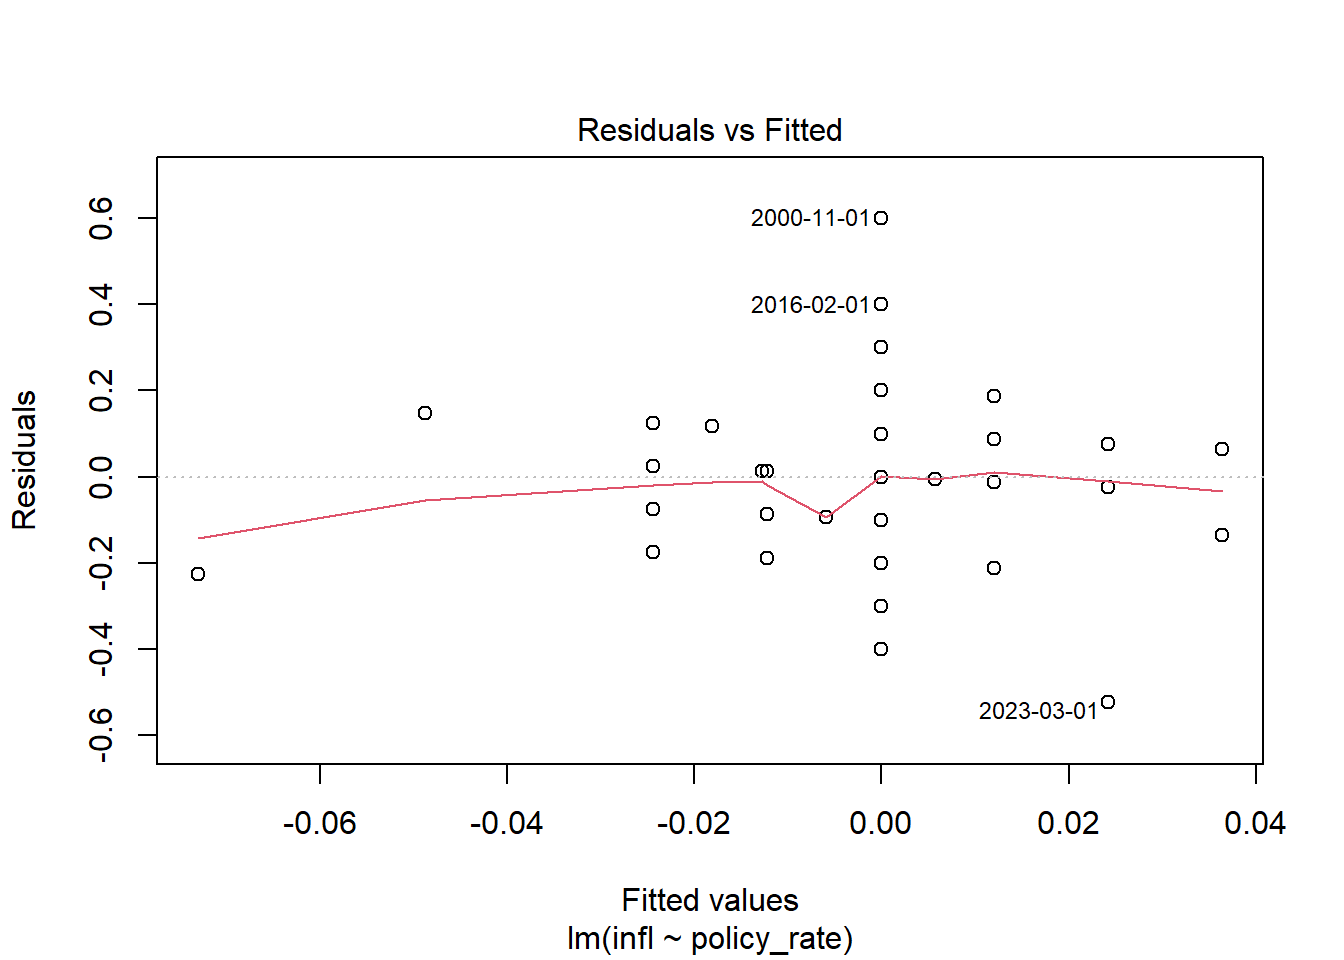 Residuals vs Fitted
Residuals
0.6
0.4
0.2
0.0
-0.2
-0.4
-0.6
2000-11-01
2016-02-01
2023-03-01
-0.06 -0.04 -0.02 0.00 0.02 0.04
Fitted values
lm(infl ~ policy_rate)